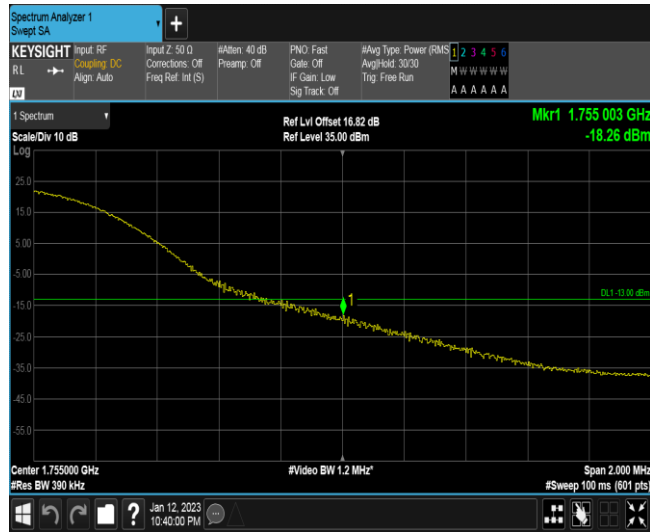 Spectrum Analyzer 1
Swept SA
+
KEYSIGHT
RL
LXI
Input: RF
Coupling: DC
Align: Auto
Input Z: 50 Ω
Corrections: Off
Freq Ref: Int (S)
#Atten: 40 dB
Preamp: Off
PNO: Fast
Gate: Off
IF Gain: Low
Sig Track: Off
#Avg Type: Power (RMS
Avg|Hold: 30/30
Trig: Free Run
1 2 3 4 5 6
M W W W W W
A A A A A A
1 Spectrum
Scale/Div 10 dB
Ref Lvl Offset 16.82 dB
Ref Level 35.00 dBm
Mkr1 1.755 003 GHz
-18.26 dBm
Log
25.0
15.0
5.00
-5.00
-15.0
-25.0
-35.0
-45.0
-55.0
1
DL1 -13.00 dBm
Center 1.755000 GHz
#Res BW 390 kHz
#Video BW 1.2 MHz*
Span 2.000 MHz
#Sweep 100 ms (601 pts)
?
Jan 12, 2023
10:40:00 PM